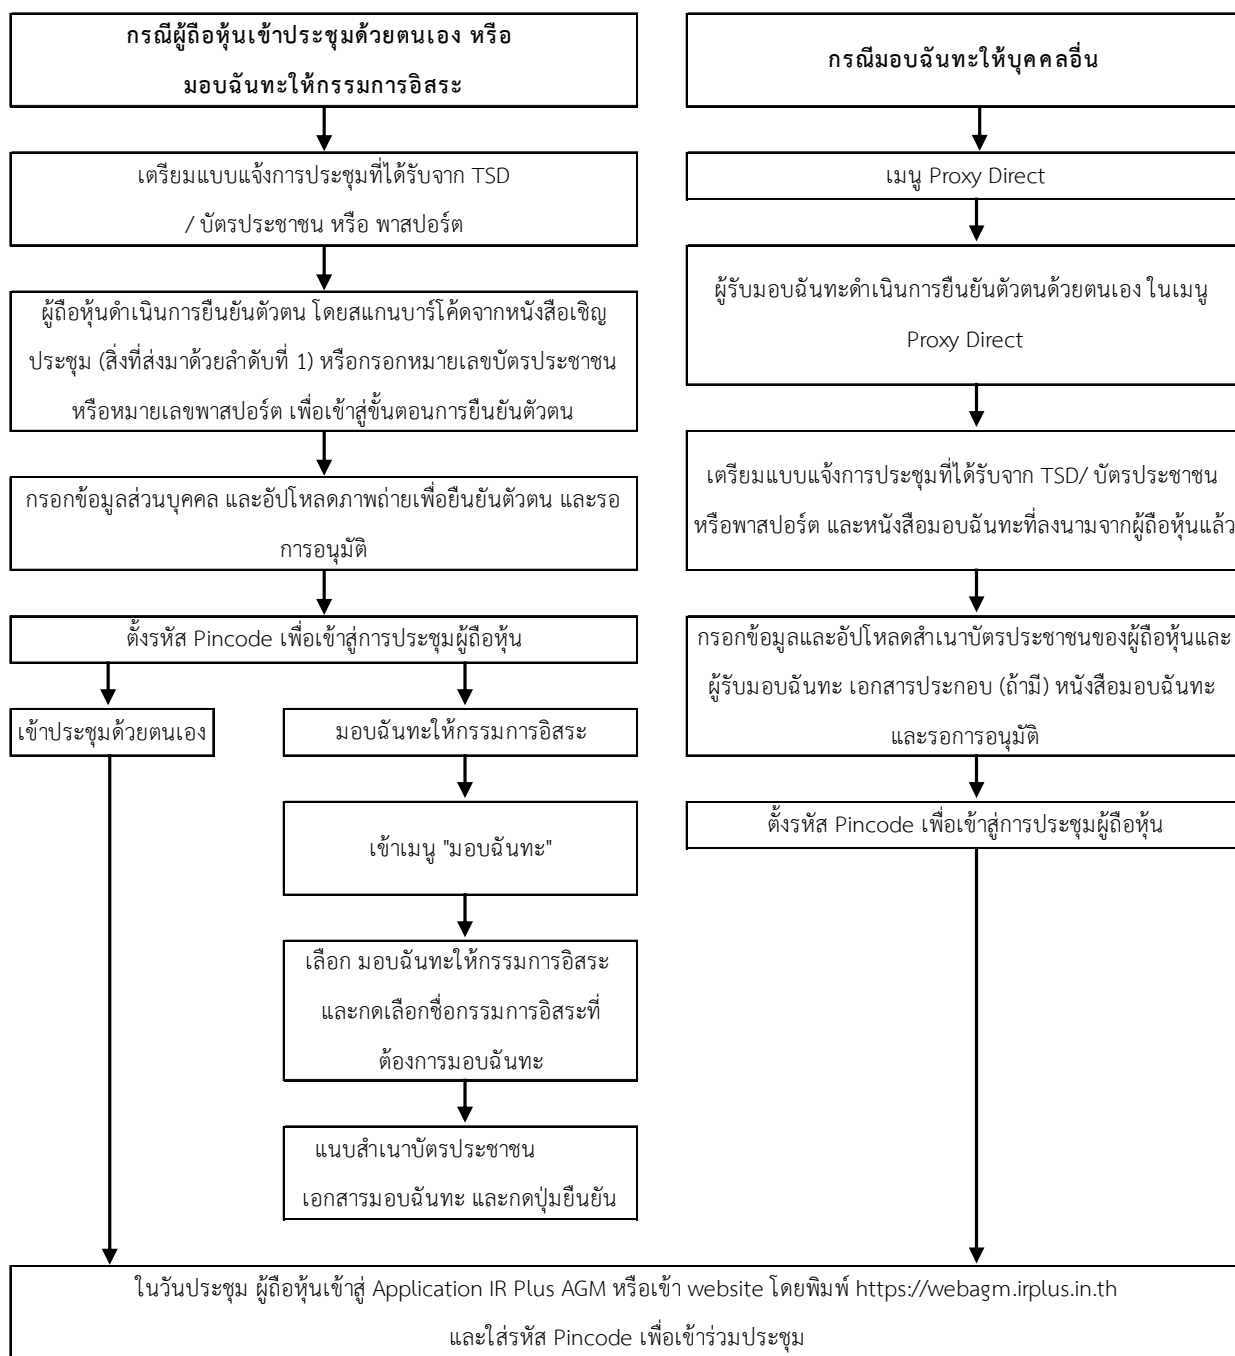 กรณีผู้ถือหุ้นเข้าประชุมด้วยตนเอง หรือ
มอบฉันทะให้กรรมการอิสระ
เตรียมแบบแจ้งการประชุมที่ได้รับจาก TSD
/ บัตรประชาชน หรือ พาสปอร์ต
ผู้ถือหุ้นดำเนินการยืนยันตัวตน โดยสแกนบาร์โค้ดจากหนังสือเชิญ
ประชุม (สิ่งที่ส่งมาด้วยลำดับที่ 1) หรือกรอกหมายเลขบัตรประชาชน
หรือหมายเลขพาสปอร์ต เพื่อเข้าสู่ขั้นตอนการยืนยันตัวตน
กรอกข้อมูลส่วนบุคคล และอัปโหลดภาพถ่ายเพื่อยืนยันตัวตน และรอ
การอนุมัติ
ตั้งรหัส Pincode เพื่อเข้าสู่การประชุมผู้ถือหุ้น
เข้าประชุมด้วยตนเอง
มอบฉันทะให้กรรมการอิสระ
เข้าเมนู "มอบฉันทะ"
เลือก มอบฉันทะให้กรรมการอิสระ
และกดเลือกชื่อกรรมการอิสระที่
ต้องการมอบฉันทะ
แนบสำเนาบัตรประชาชน
เอกสารมอบฉันทะ และกดปุ่มยืนยัน
กรณีมอบฉันทะให้บุคคลอื่น
เมนู Proxy Direct
ผู้รับมอบฉันทะดำเนินการยืนยันตัวตนด้วยตนเอง ในเมนู
Proxy Direct
เตรียมแบบแจ้งการประชุมที่ได้รับจาก TSD/ บัตรประชาชน
หรือพาสปอร์ต และหนังสือมอบฉันทะที่ลงนามจากผู้ถือหุ้นแล้ว
กรอกข้อมูลและอัปโหลดสำเนาบัตรประชาชนของผู้ถือหุ้นและ
ผู้รับมอบฉันทะ เอกสารประกอบ (ถ้ามี) หนังสือมอบฉันทะ
และรอการอนุมัติ
ตั้งรหัส Pincode เพื่อเข้าสู่การประชุมผู้ถือหุ้น
ในวันประชุม ผู้ถือหุ้นเข้าสู่ Application IR Plus AGM หรือเข้า website โดยพิมพ์ https://webagm.irplus.in.th
และใส่รหัส Pincode เพื่อเข้าร่วมประชุม